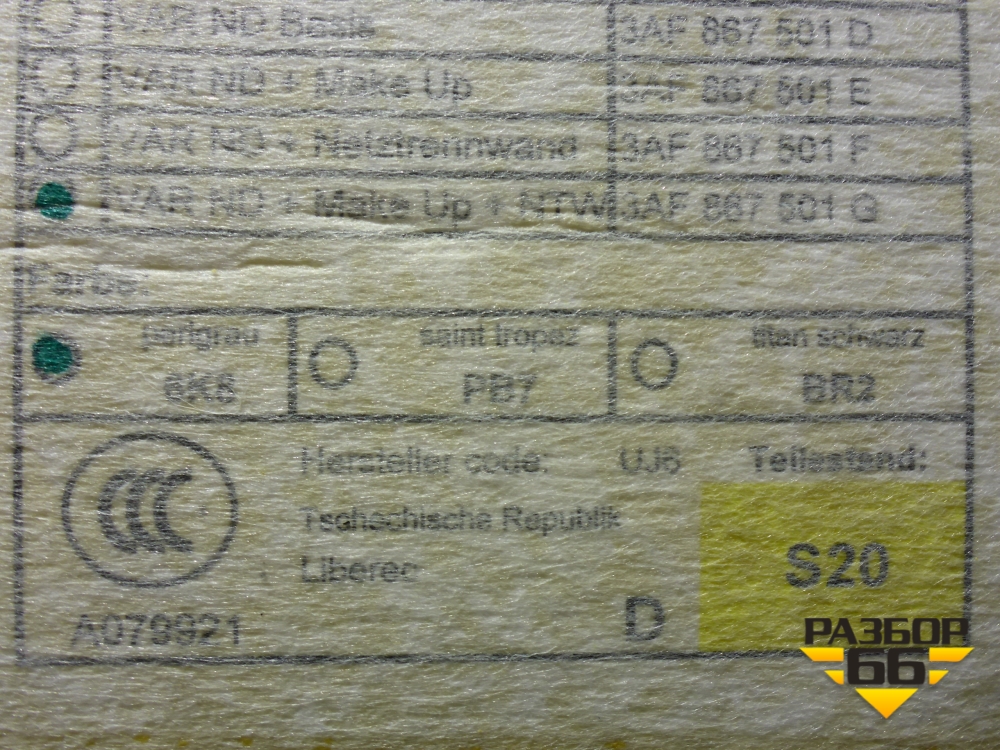 VAR ND Basis 3AF 867 501 D
VAR ND + Make Up 3AF 867 501 E
VAR ND + Netztrennwand 3AF 867 501 F
VAR ND + Make Up + NTW 3AF 867 501 G
Farbe:
perlgrau saint tropez titan schwarz
6K6 PB7 BR2
Hersteller code: UJ6 Teilestand:
Tschechische Republik
S20
Liberec
A079921 D
РАЗБОР
66